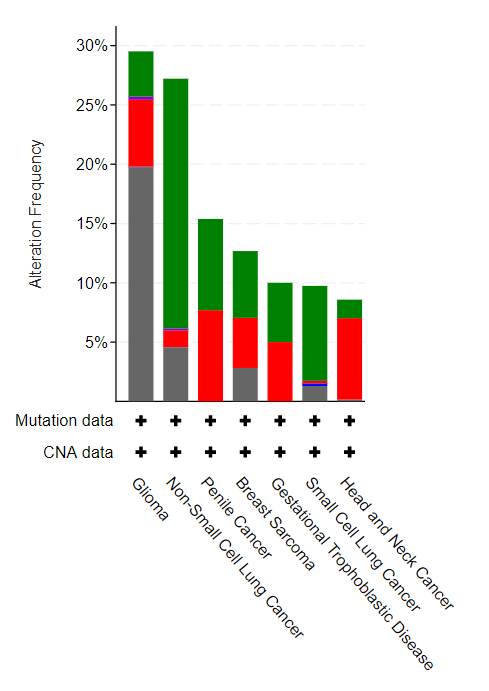 30%
25%
20%
15%
10%
5%
Alteration Frequency
Mutation data
CNA data
Glioma
Non-Small Cell Lung Cancer
Penile Cancer
Breast Sarcoma
Gestational Trophoblastic Disease
Small Cell Lung Cancer
Head and Neck Cancer